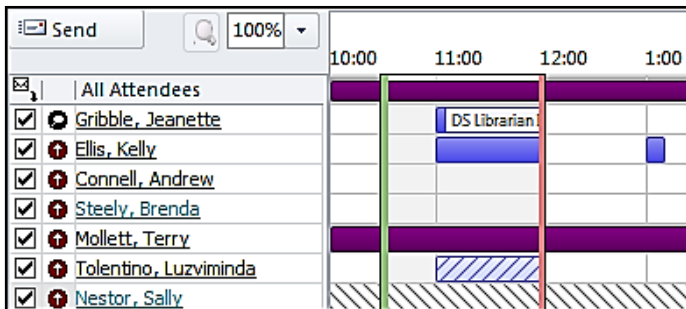 Send
100%
10:00 11:00 12:00 1:00
All Attendees
Gribble, Jeanette
DS Librarian
Ellis, Kelly
Connell, Andrew
Steely, Brenda
Mollett, Terry
Tolentino, Luzviminda
Nestor, Sally